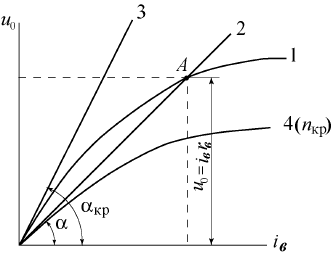 u₀
3
2
A
1
4(nкр)
u₀ = iвrв
αкр
α
iв